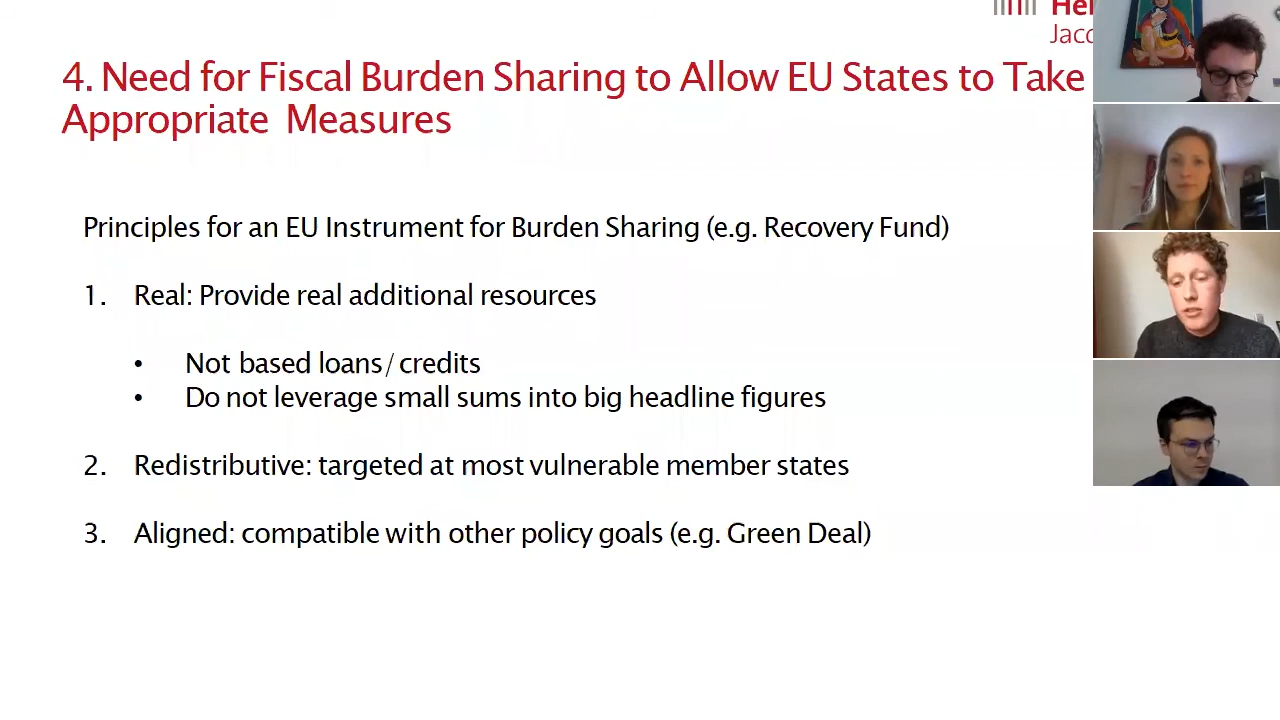 Her
Jacq
4. Need for Fiscal Burden Sharing to Allow EU States to Take
Appropriate Measures
Principles for an EU Instrument for Burden Sharing (e.g. Recovery Fund)
1. Real: Provide real additional resources
• Not based loans/credits
• Do not leverage small sums into big headline figures
2. Redistributive: targeted at most vulnerable member states
3. Aligned: compatible with other policy goals (e.g. Green Deal)